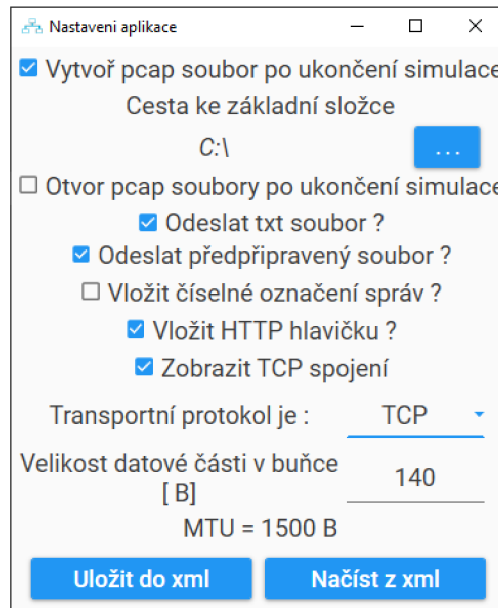 Nastaveni aplikace
Vytvoř pcap soubor po ukončení simulace
Cesta ke základní složce
C:\
...
Otvor pcap soubory po ukončení simulace
Odeslat txt soubor ?
Odeslat předpřipravený soubor ?
Vložit číselné označení správ ?
Vložit HTTP hlavičku ?
Zobrazit TCP spojení
Transportní protokol je : TCP
Velikost datové části v buňce
[ B] 140
MTU = 1500 B
Uložit do xml Načíst z xml